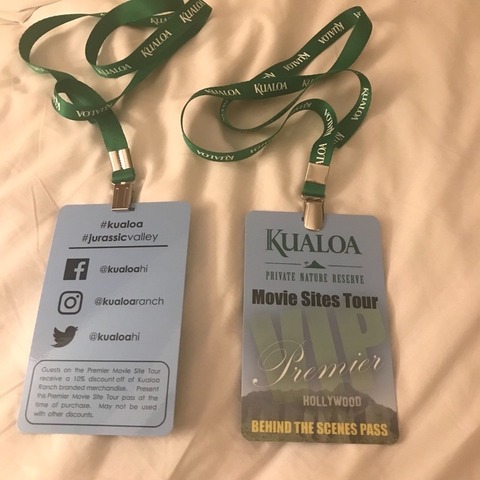 KUALOA
KUALOA
KUALOA
KUALOA
KUALOA
KUALOA
KUALOA
#kualoa
#jurassicvalley
@kualoahi
@kualoaranch
@kualoahi
Guests on the Premier Movie Site Tour
receive a 10% discount off of Kualoa
Ranch branded merchandise. Present
this Premier Movie Site Tour pass at the
time of purchase. May not be used
with other discounts.
KUALOA
PRIVATE NATURE RESERVE
Movie Sites Tour
VIP
Premier
HOLLYWOOD
BEHIND THE SCENES PASS